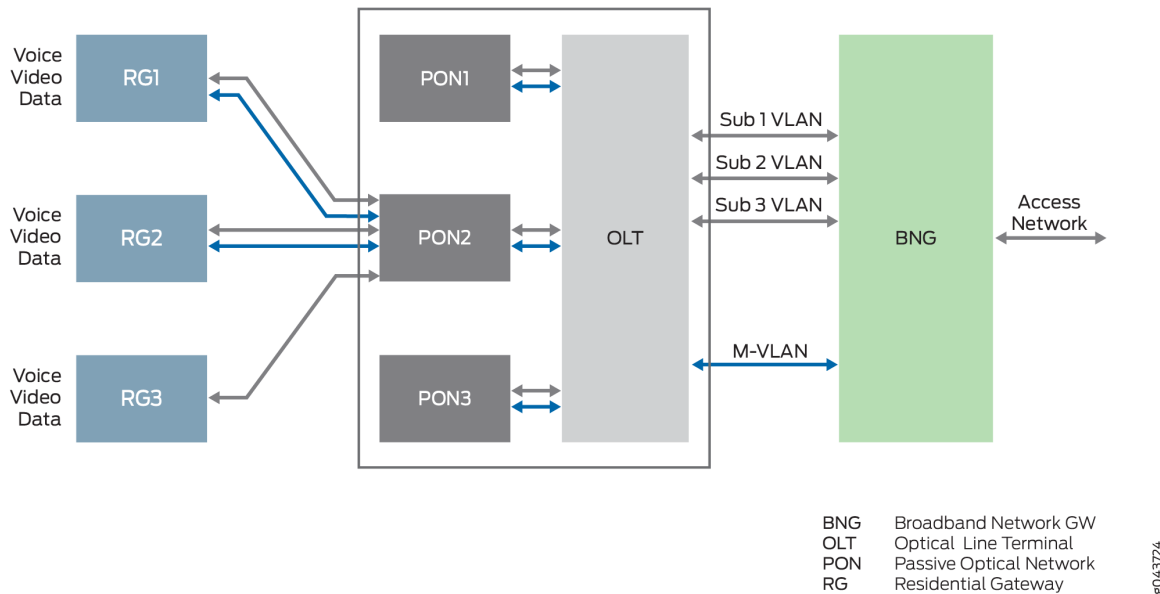 Voice
Video
Data
RG1
PON1
Sub 1 VLAN
Sub 2 VLAN
Sub 3 VLAN
Voice
Video
Data
RG2
PON2
OLT
BNG
Access
Network
M-VLAN
Voice
Video
Data
RG3
PON3
BNG Broadband Network GW
OLT Optical Line Terminal
PON Passive Optical Network
RG Residential Gateway
g043724